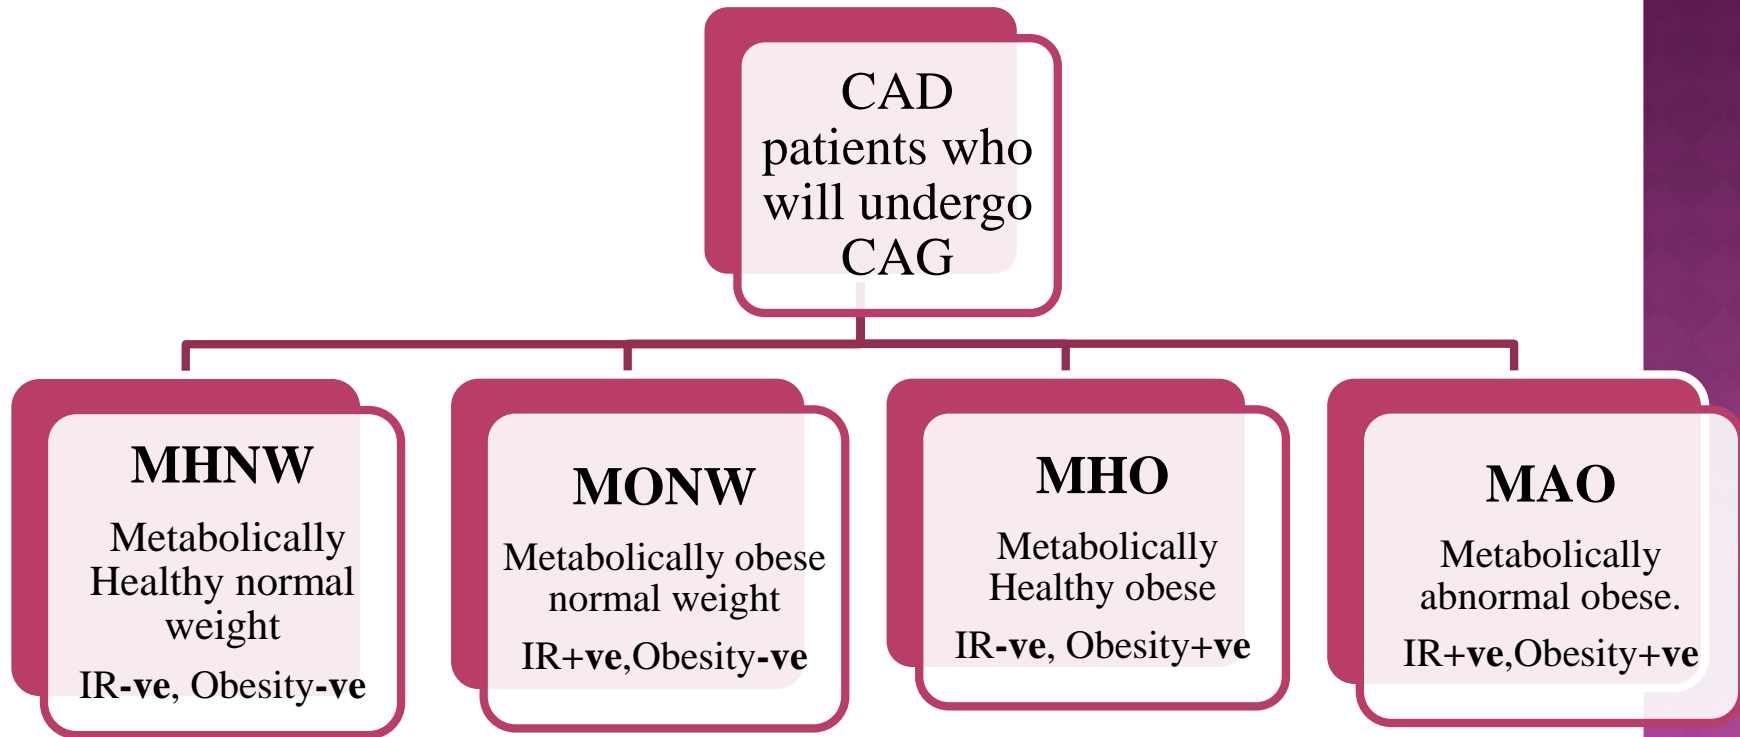 CAD
patients who
will undergo
CAG
MHNW
Metabolically
Healthy normal
weight
IR-ve, Obesity-ve
MONW
Metabolically obese
normal weight
IR+ve,Obesity-ve
MHO
Metabolically
Healthy obese
IR-ve, Obesity+ve
MAO
Metabolically
abnormal obese.
IR+ve,Obesity+ve